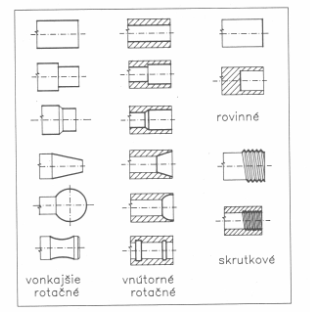 rovinné
skrutkové
vonkajšie
rotačné
vnútorné
rotačné